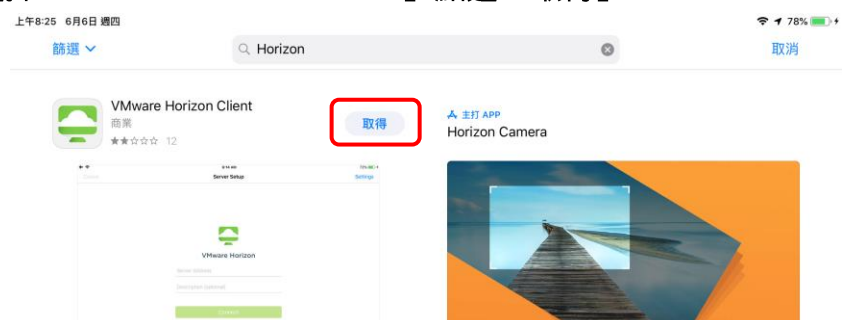 上午8:25 6月6日 週四
78%
篩選
Horizon
取消
VMware Horizon Client
商業
12
取得
主打 APP
Horizon Camera
Server Setup
Settings
VMware Horizon